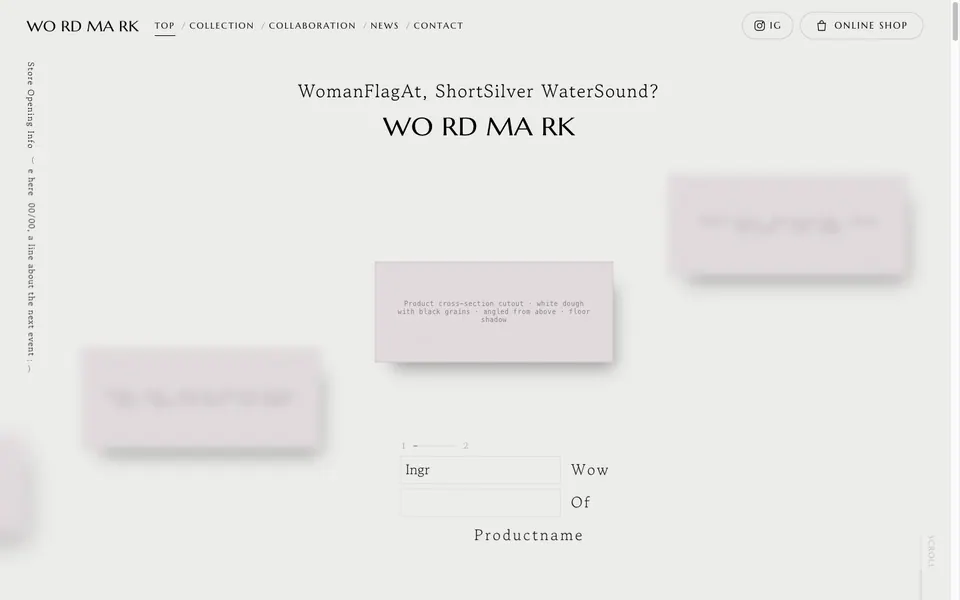 WO RD MA RK
TOP / COLLECTION / COLLABORATION / NEWS / CONTACT
IG
ONLINE SHOP
Store Opening Info ( e here 00/00, a line about the next event : )
WomanFlagAt, ShortSilver WaterSound?
WO RD MA RK
Product cross-section cutout · white dough
with black grains · angled from above · floor
shadow
1 2
Ingr Wow
Of
Productname
SCROLL